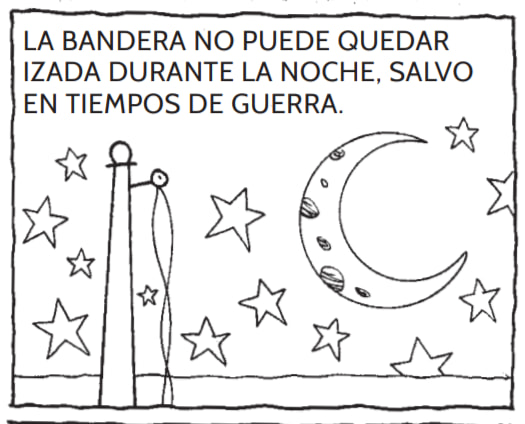 LA BANDERA NO PUEDE QUEDAR
IZADA DURANTE LA NOCHE, SALVO
EN TIEMPOS DE GUERRA.